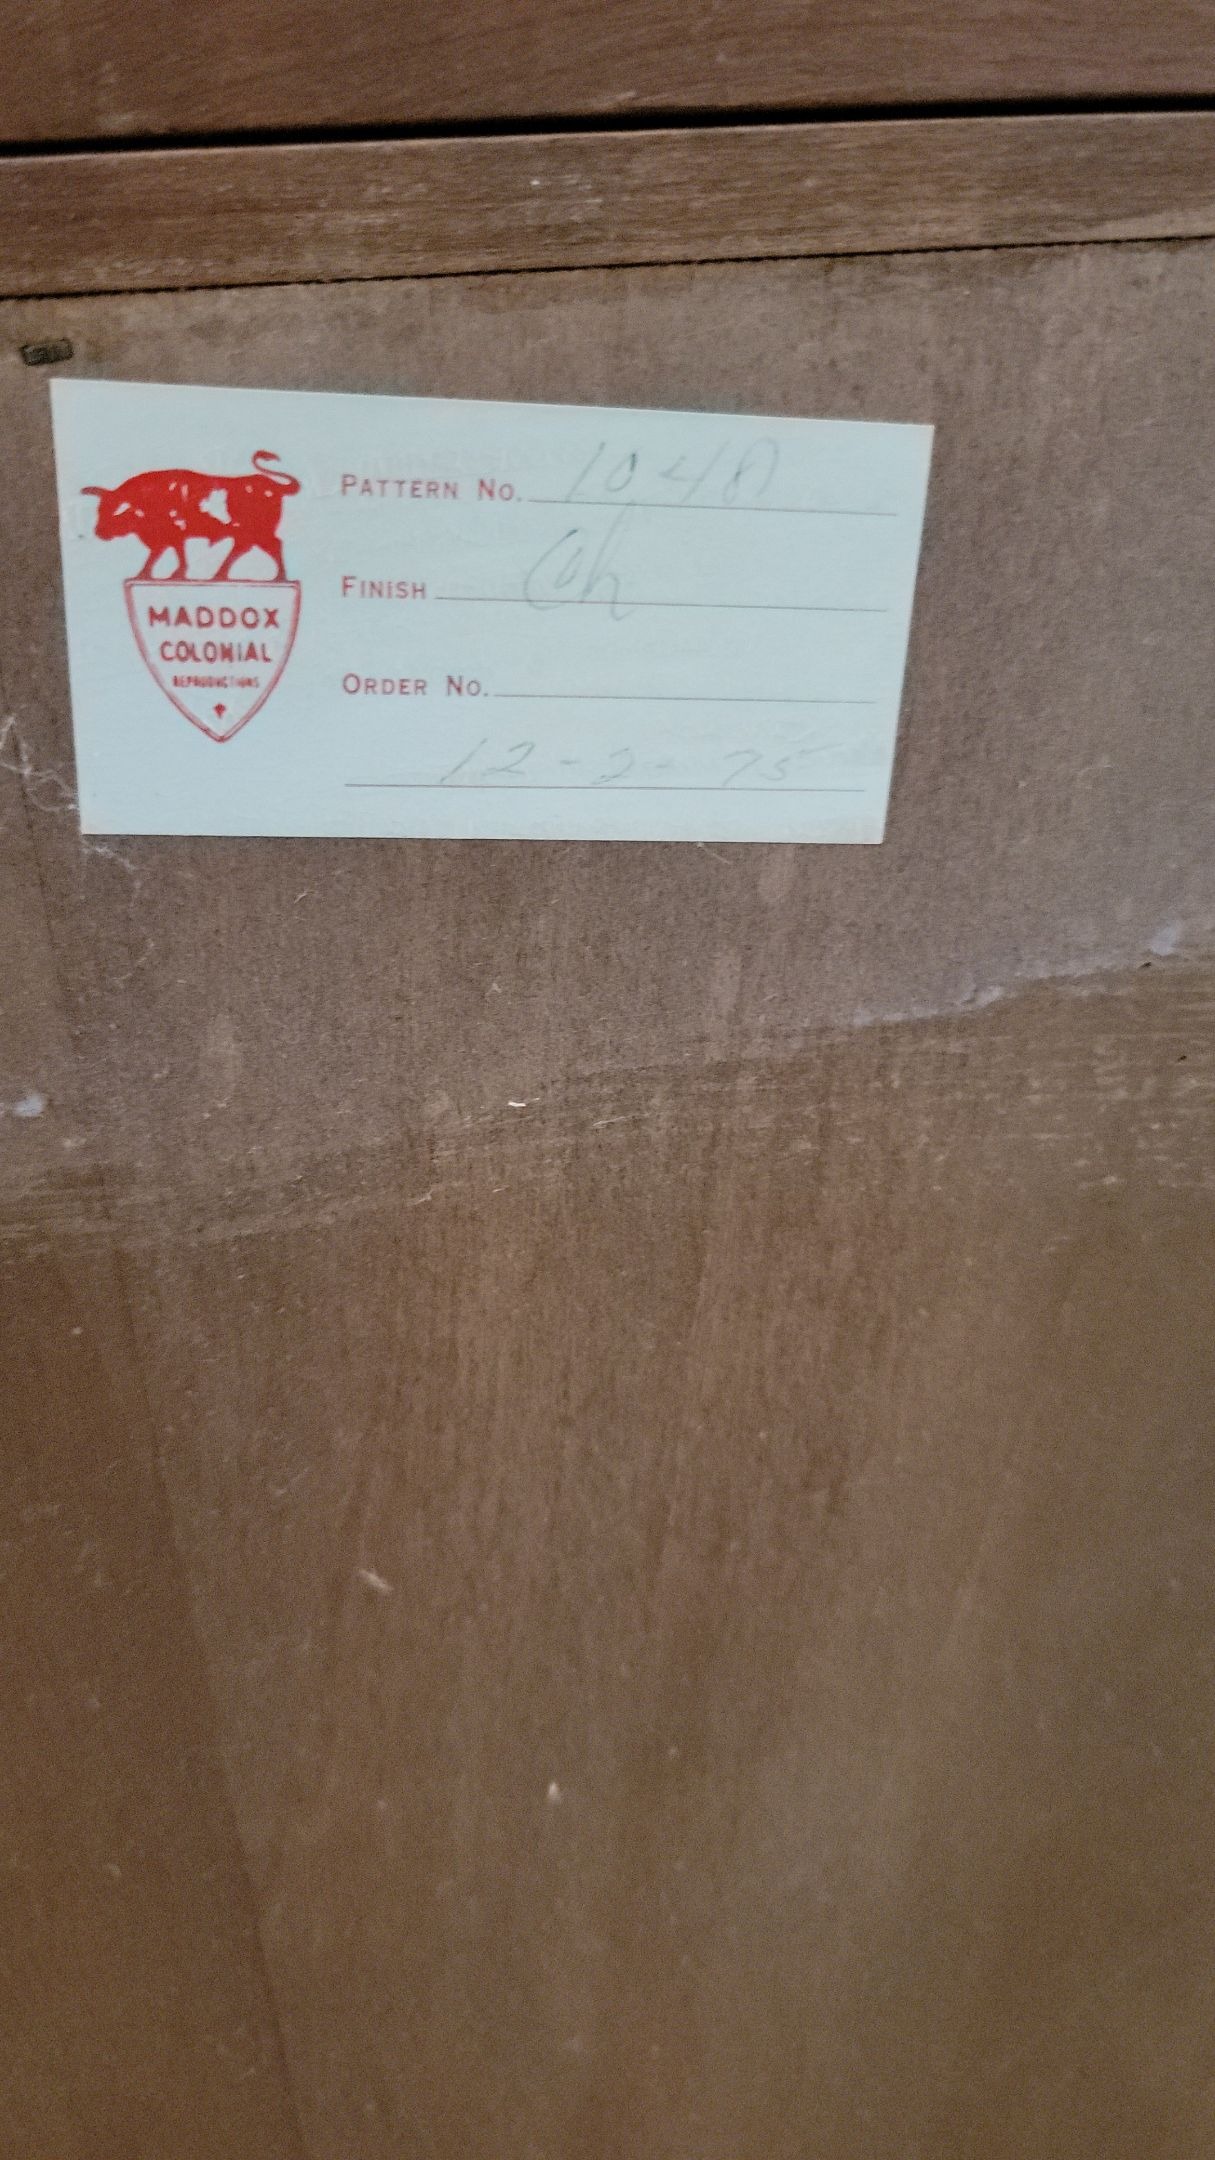 MADDOX
COLONIAL
REPRODUCTIONS
PATTERN NO. 1048
FINISH Ch
ORDER NO.
12-2-75